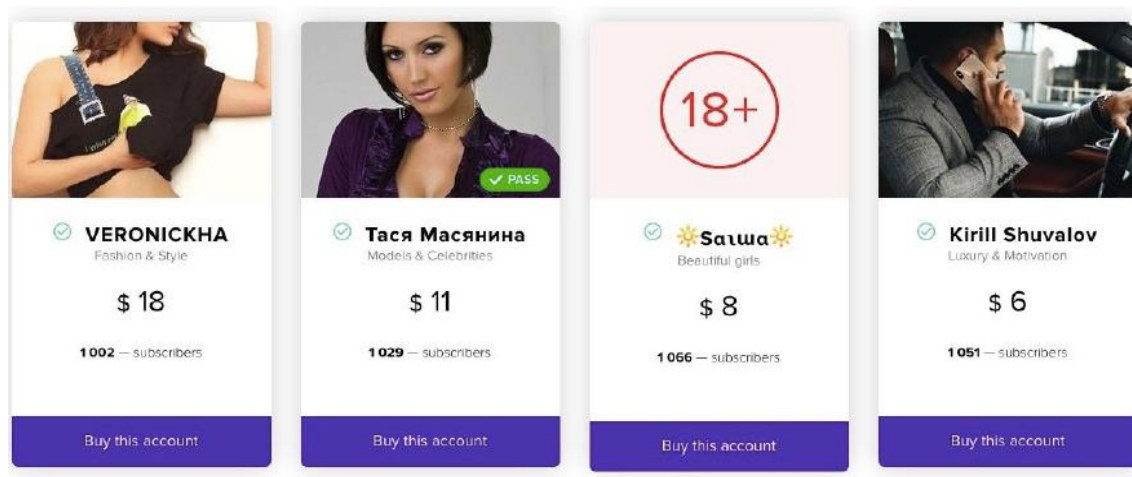 VERONICKHA
Fashion & Style
$ 18
1 002 — subscribers
Buy this account
PASS
Тася Масянина
Models & Celebrities
$ 11
1 029 — subscribers
Buy this account
18+
☀️Sαιωα☀️
Beautiful girls
$ 8
1 066 — subscribers
Buy this account
Kirill Shuvalov
Luxury & Motivation
$ 6
1 051 — subscribers
Buy this account